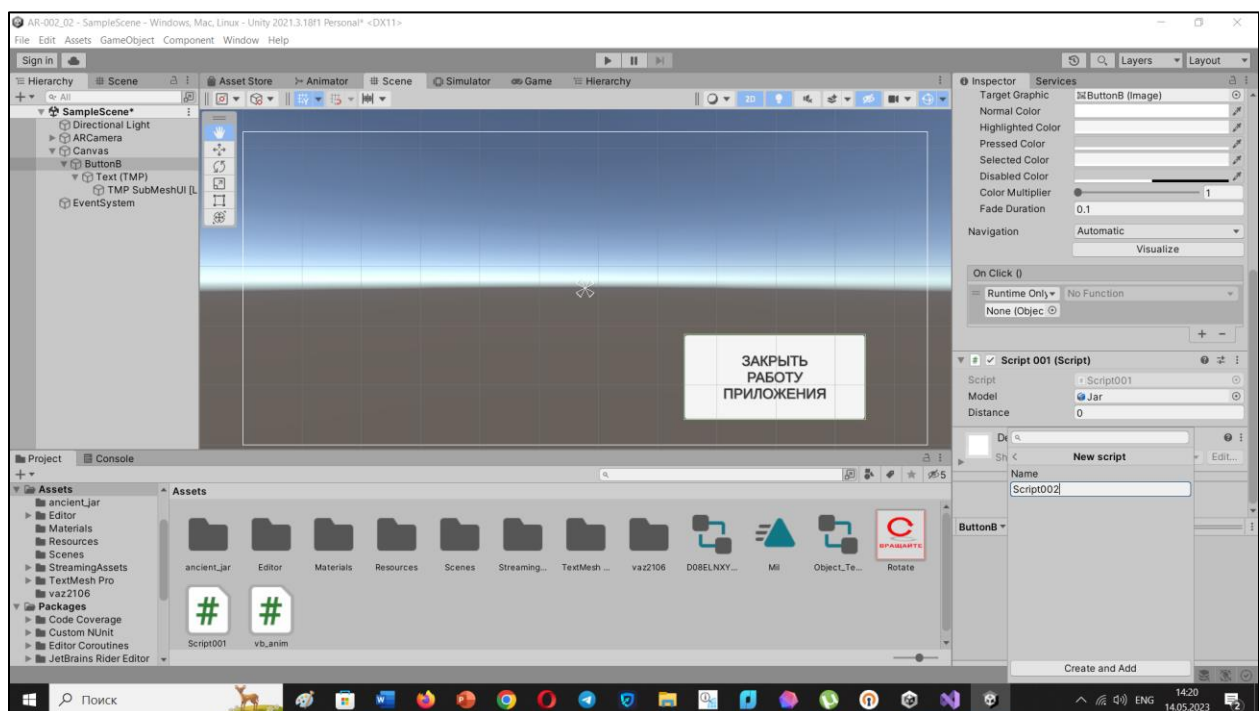 AR-002_02 - SampleScene - Windows, Mac, Linux - Unity 2021.3.18f1 Personal* <DX11>
File Edit Assets GameObject Component Window Help
Sign in
Layers Layout
Hierarchy Scene
Asset Store Animator Scene Simulator Game Hierarchy
Inspector Services
All
2D
SampleScene*
Directional Light
ARCamera
Canvas
ButtonB
Text (TMP)
TMP SubMeshUI [L
EventSystem
ЗАКРЫТЬ
РАБОТУ
ПРИЛОЖЕНИЯ
Target Graphic ButtonB (Image)
Normal Color
Highlighted Color
Pressed Color
Selected Color
Disabled Color
Color Multiplier 1
Fade Duration 0.1
Navigation Automatic
Visualize
On Click ()
Runtime Only No Function
None (Objec
+ -
Script 001 (Script)
Script Script001
Model Jar
Distance 0
De
Sh Edit...
New script
Name
Script002
ButtonB
Create and Add
Project Console
5
Assets
ancient_jar
Editor
Materials
Resources
Scenes
StreamingAssets
TextMesh Pro
vaz2106
Packages
Code Coverage
Custom NUnit
Editor Coroutines
JetBrains Rider Editor
Assets
ВРАЩАЙТЕ
ancient_jar Editor Materials Resources Scenes Streaming... TextMesh ... vaz2106 D08ELNXY... Mil Object_Te... Rotate
Script001 vb_anim
Поиск
ENG
14:20
14.05.2023
2